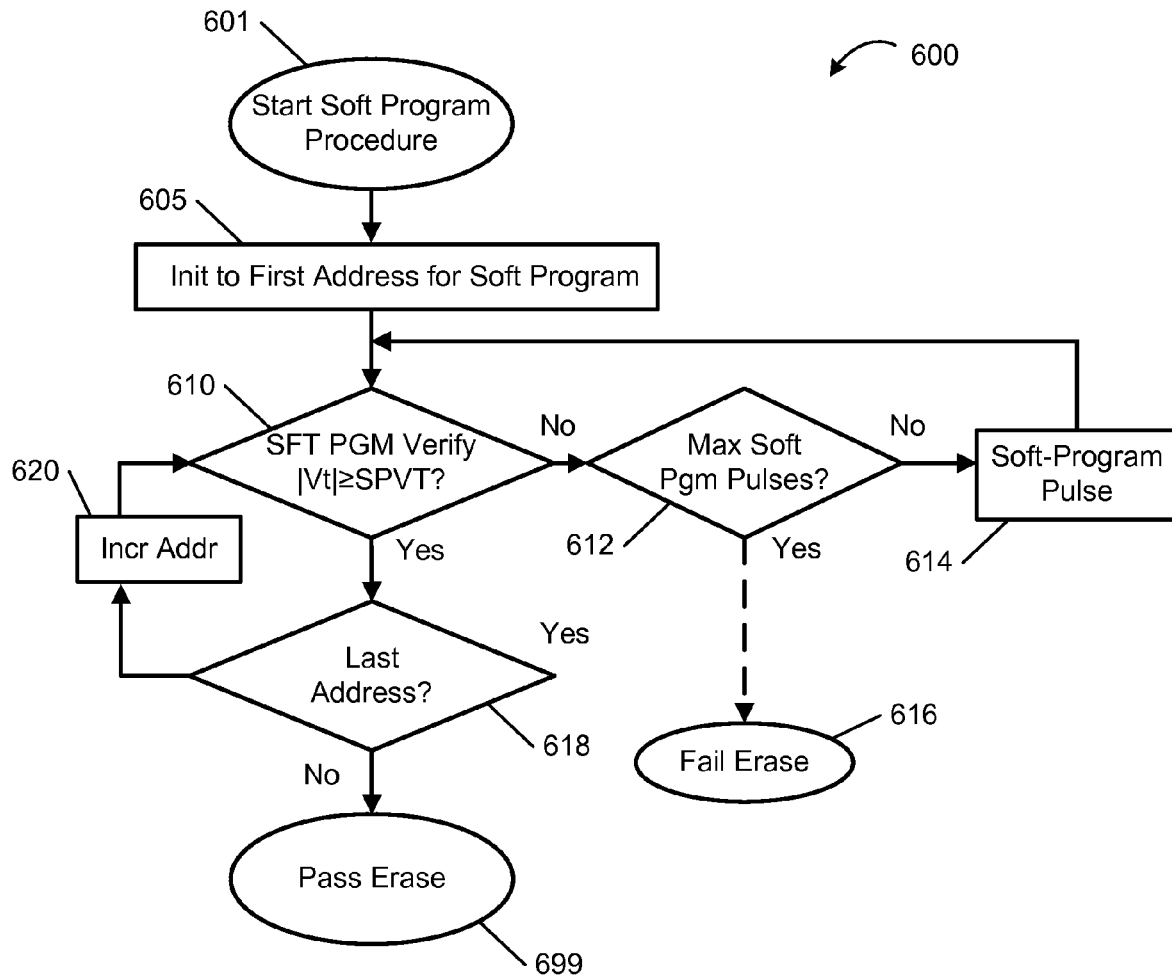 601
600
Start Soft Program
Procedure
605
Init to First Address for Soft Program
610
SFT PGM Verify
|Vt|≥SPVT?
No
Max Soft
Pgm Pulses?
No
Soft-Program
Pulse
620
Incr Addr
Yes
612
Yes
614
Last
Address?
Yes
618
616
Fail Erase
No
Pass Erase
699